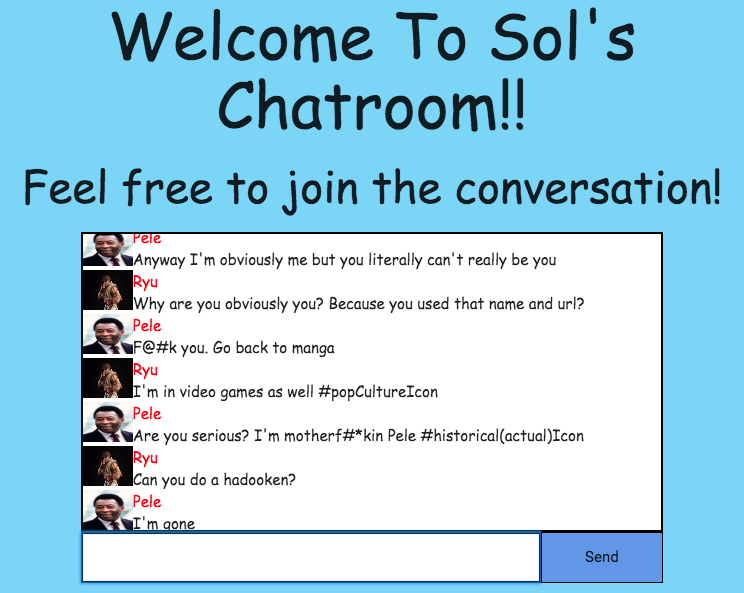 Welcome To Sol's
Chatroom!!
Feel free to join the conversation!
Pele
Anyway I'm obviously me but you literally can't really be you
Ryu
Why are you obviously you? Because you used that name and url?
Pele
F@#k you. Go back to manga
Ryu
I'm in video games as well #popCultureIcon
Pele
Are you serious? I'm motherf#*kin Pele #historical(actual)Icon
Ryu
Can you do a hadooken?
Pele
I'm gone
Send